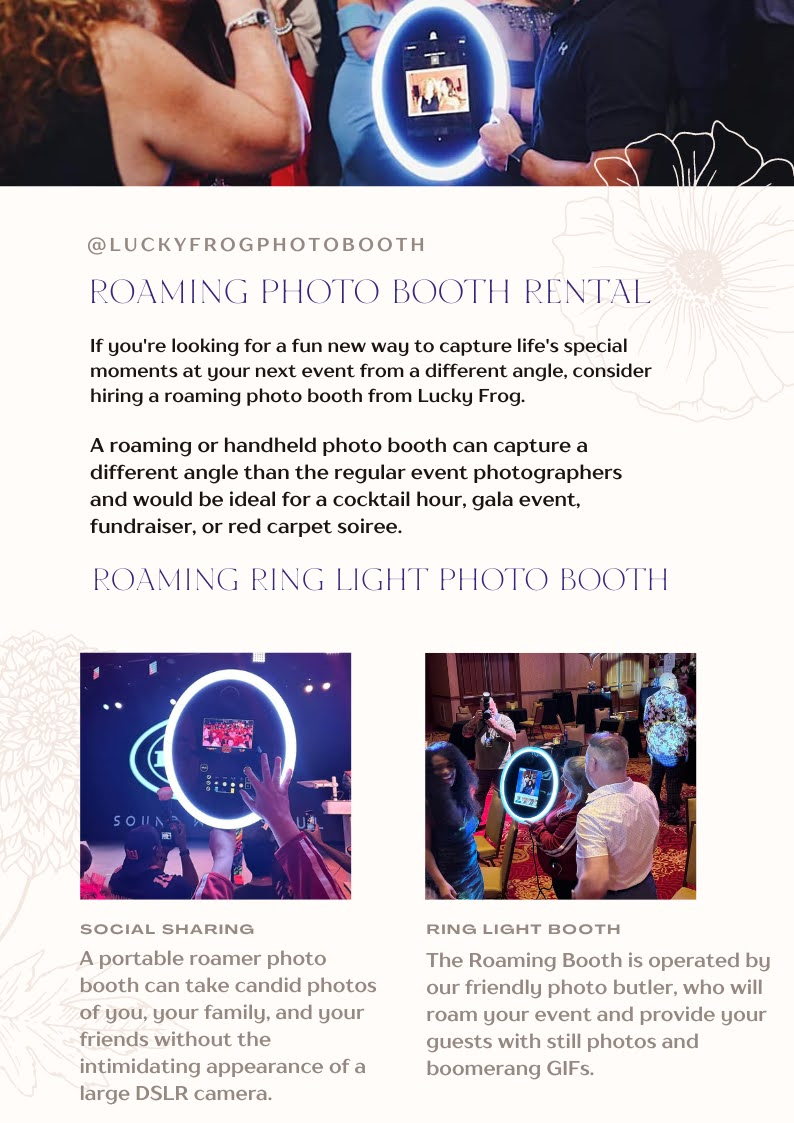 @LUCKYFROGPHOTOBOOTH
ROAMING PHOTO BOOTH RENTAL
If you're looking for a fun new way to capture life's special
moments at your next event from a different angle, consider
hiring a roaming photo booth from Lucky Frog.
A roaming or handheld photo booth can capture a
different angle than the regular event photographers
and would be ideal for a cocktail hour, gala event,
fundraiser, or red carpet soiree.
ROAMING RING LIGHT PHOTO BOOTH
SOCIAL SHARING
A portable roamer photo
booth can take candid photos
of you, your family, and your
friends without the
intimidating appearance of a
large DSLR camera.
RING LIGHT BOOTH
The Roaming Booth is operated by
our friendly photo butler, who will
roam your event and provide your
guests with still photos and
boomerang GIFs.